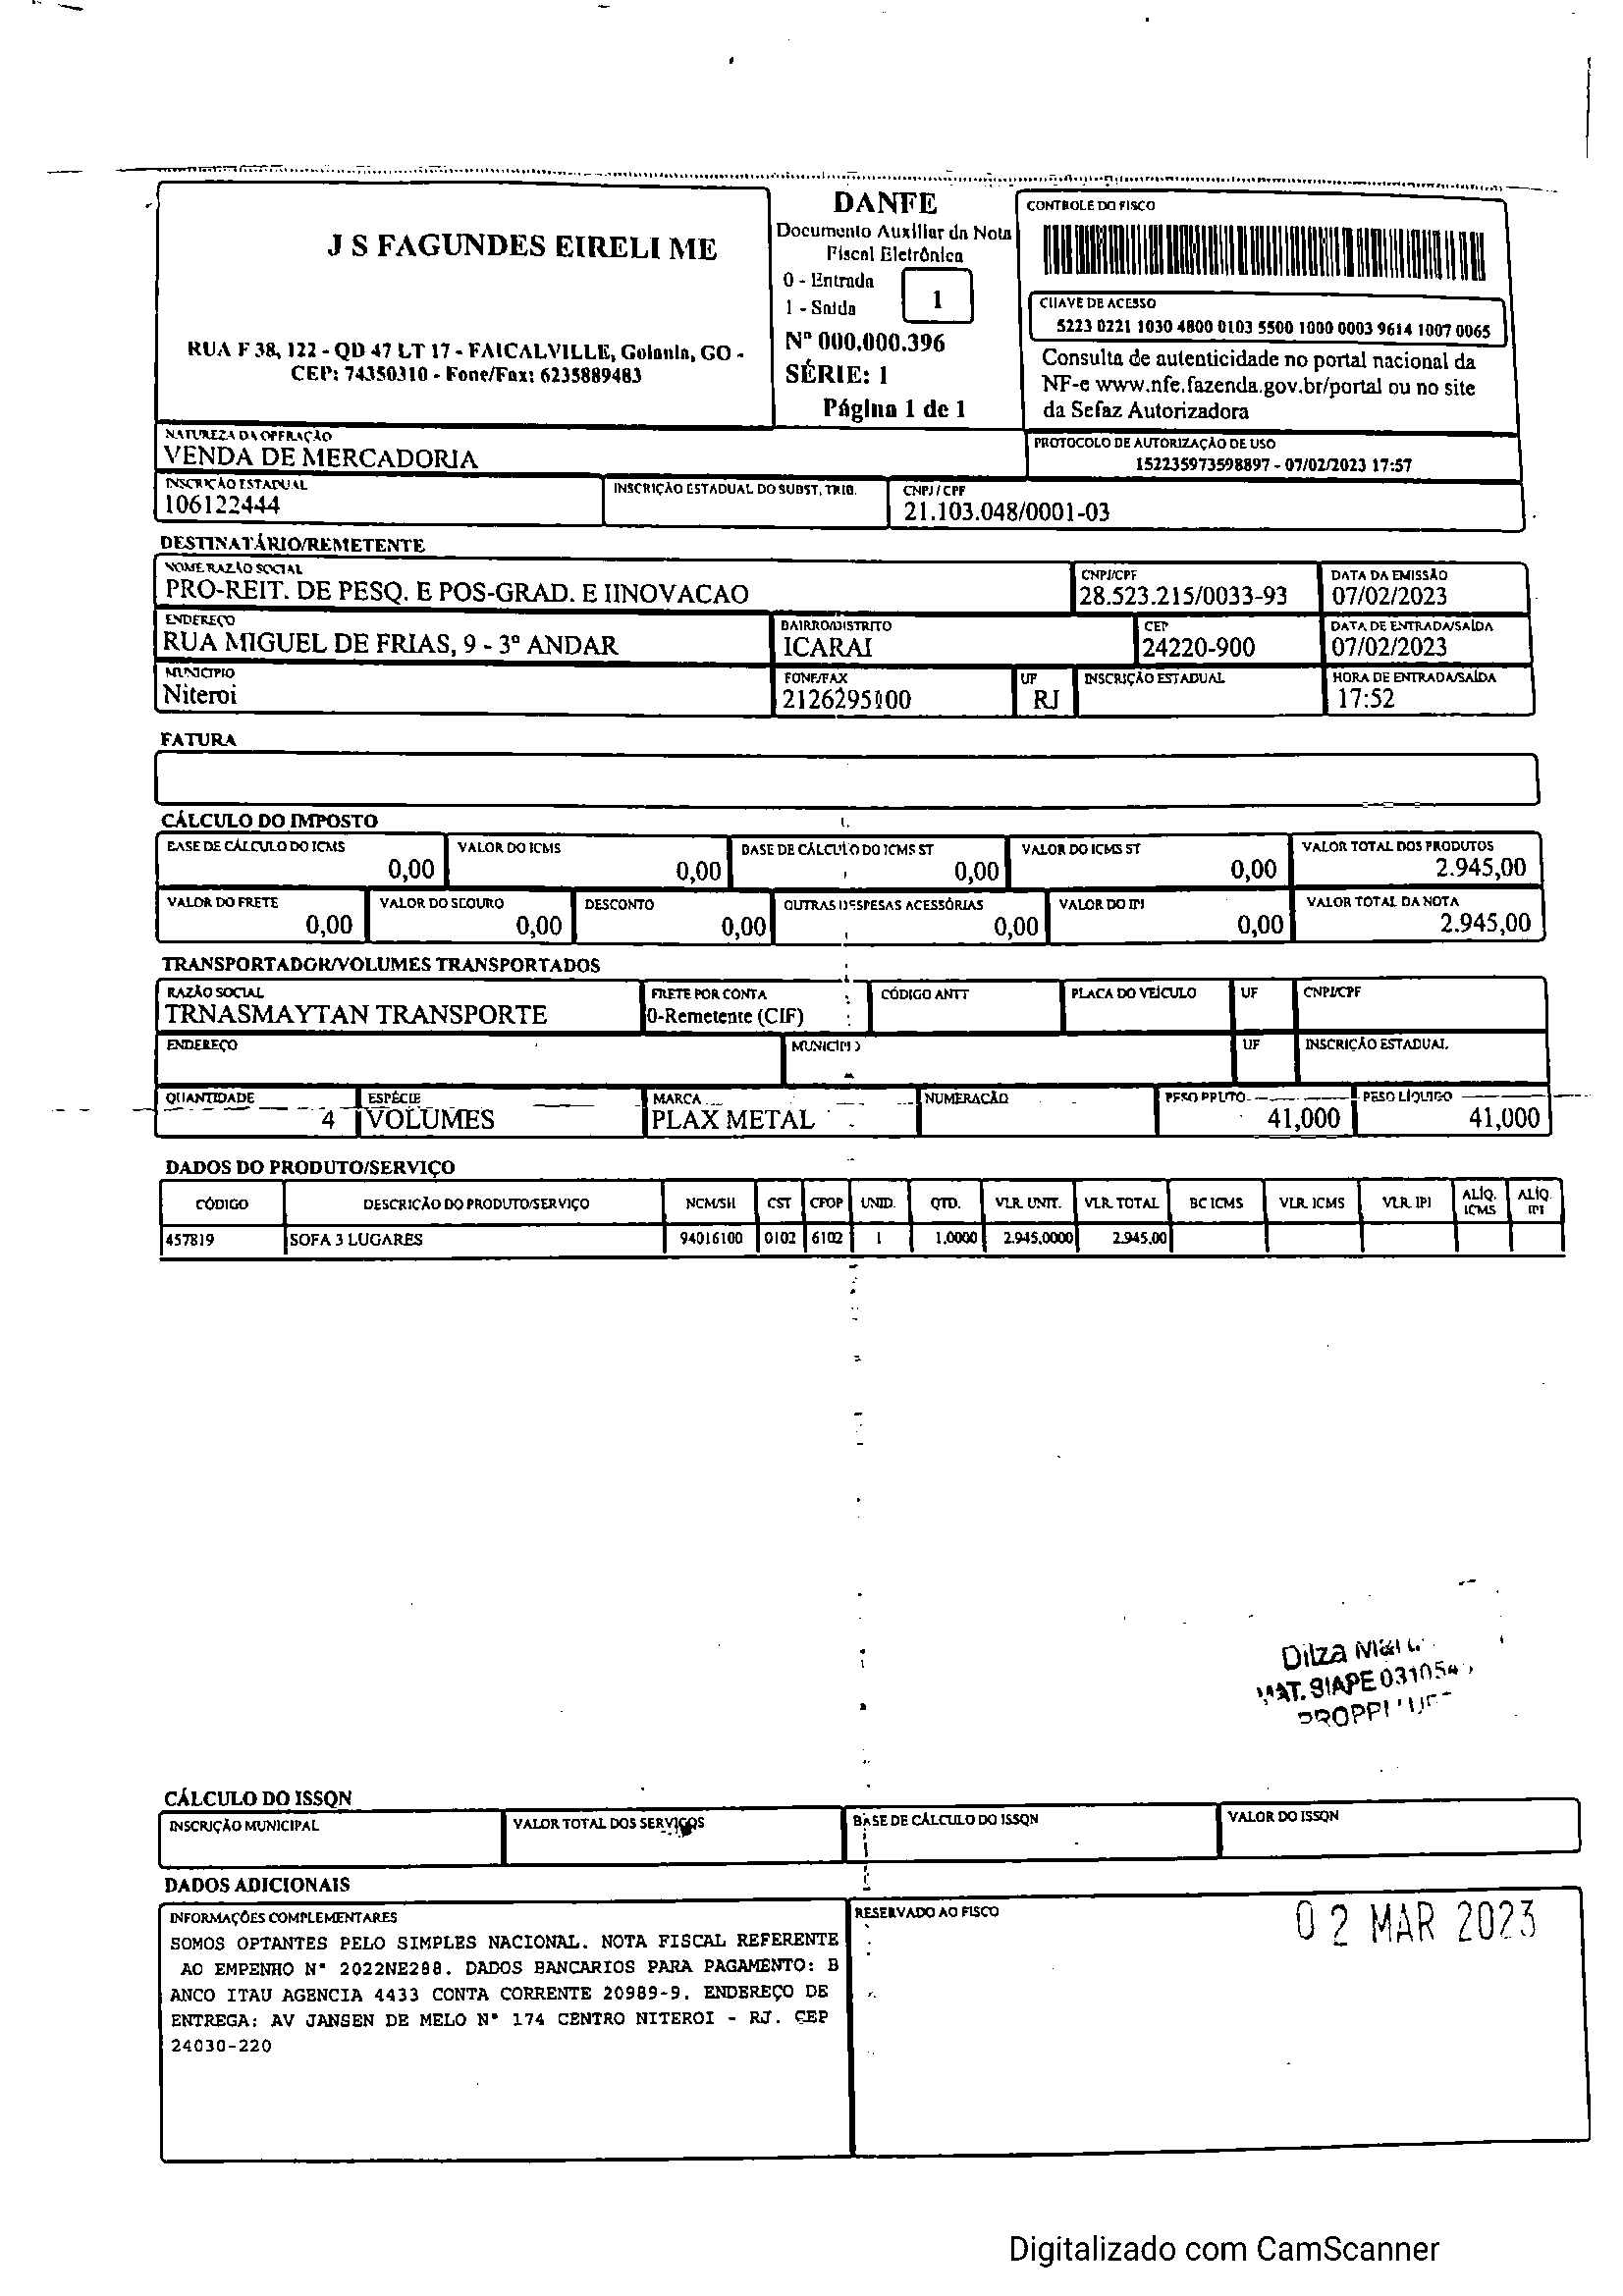 J S FAGUNDES EIRELI ME
RUA F 38, 122 - QD 47 LT 17 - FAICALVILLE, Goiania, GO -
CEP: 74350310 - Fone/Fax: 6235889483
DANFE
Documento Auxiliar da Nota
Fiscal Eletrônica
0 - Entrada
1 - Saída
1
Nº 000.000.396
SÉRIE: 1
Página 1 de 1
CONTROLE DO FISCO
CHAVE DE ACESSO
5223 0221 1030 4800 0103 5500 1000 0003 9614 1007 0065
Consulta de autenticidade no portal nacional da
NF-e www.nfe.fazenda.gov.br/portal ou no site
da Sefaz Autorizadora
NATUREZA DA OPERAÇÃO
VENDA DE MERCADORIA
PROTOCOLO DE AUTORIZAÇÃO DE USO
152235973598897 - 07/02/2023 17:57
INSCRIÇÃO ESTADUAL
106122444
INSCRIÇÃO ESTADUAL DO SUBST. TRIB.
CNPJ / CPF
21.103.048/0001-03
DESTINATÁRIO/REMETENTE
NOME/RAZÃO SOCIAL
PRO-REIT. DE PESQ. E POS-GRAD. E IINOVACAO
CNPJ/CPF
28.523.215/0033-93
DATA DA EMISSÃO
07/02/2023
ENDEREÇO
RUA MIGUEL DE FRIAS, 9 - 3º ANDAR
BAIRRO/DISTRITO
ICARAI
CEP
24220-900
DATA DE ENTRADA/SAÍDA
07/02/2023
MUNICIPIO
Niteroi
FONE/FAX
2126295000
UF
RJ
INSCRIÇÃO ESTADUAL
HORA DE ENTRADA/SAÍDA
17:52
FATURA
CÁLCULO DO IMPOSTO
BASE DE CÁLCULO DO ICMS
0,00
VALOR DO ICMS
0,00
BASE DE CÁLCULO DO ICMS ST
0,00
VALOR DO ICMS ST
0,00
VALOR TOTAL DOS PRODUTOS
2.945,00
VALOR DO FRETE
0,00
VALOR DO SEGURO
0,00
DESCONTO
0,00
OUTRAS DESPESAS ACESSÓRIAS
0,00
VALOR DO IPI
0,00
VALOR TOTAL DA NOTA
2.945,00
TRANSPORTADOR/VOLUMES TRANSPORTADOS
RAZÃO SOCIAL
TRNASMAYTAN TRANSPORTE
FRETE POR CONTA
0-Remetente (CIF)
CÓDIGO ANTT
PLACA DO VEÍCULO
UF
CNPJ/CPF
ENDEREÇO
MUNICIPIO
UF
INSCRIÇÃO ESTADUAL
QUANTIDADE
4
ESPÉCIE
VOLUMES
MARCA
PLAX METAL
NUMERAÇÃO
PESO BRUTO
41,000
PESO LÍQUIDO
41,000
DADOS DO PRODUTO/SERVIÇO
CÓDIGO DESCRIÇÃO DO PRODUTO/SERVIÇO NCM/SH CST CFOP UNID. QTD. VLR. UNIT. VLR. TOTAL BC ICMS VLR. ICMS VLR. IPI ALÍQ. ICMS ALÍQ. IPI
457819 SOFA 3 LUGARES 94016100 0102 6102 1 1,0000 2.945,0000 2.945,00
Dilza
MAT. SIAPE
CÁLCULO DO ISSQN
INSCRIÇÃO MUNICIPAL
VALOR TOTAL DOS SERVIÇOS
BASE DE CÁLCULO DO ISSQN
VALOR DO ISSQN
DADOS ADICIONAIS
INFORMAÇÕES COMPLEMENTARES
SOMOS OPTANTES PELO SIMPLES NACIONAL. NOTA FISCAL REFERENTE
AO EMPENHO Nº 2022NE288. DADOS BANCARIOS PARA PAGAMENTO: B
ANCO ITAU AGENCIA 4433 CONTA CORRENTE 20989-9. ENDEREÇO DE
ENTREGA: AV JANSEN DE MELO Nº 174 CENTRO NITEROI - RJ. CEP
24030-220
RESERVADO AO FISCO
02 MAR 2023
Digitalizado com CamScanner